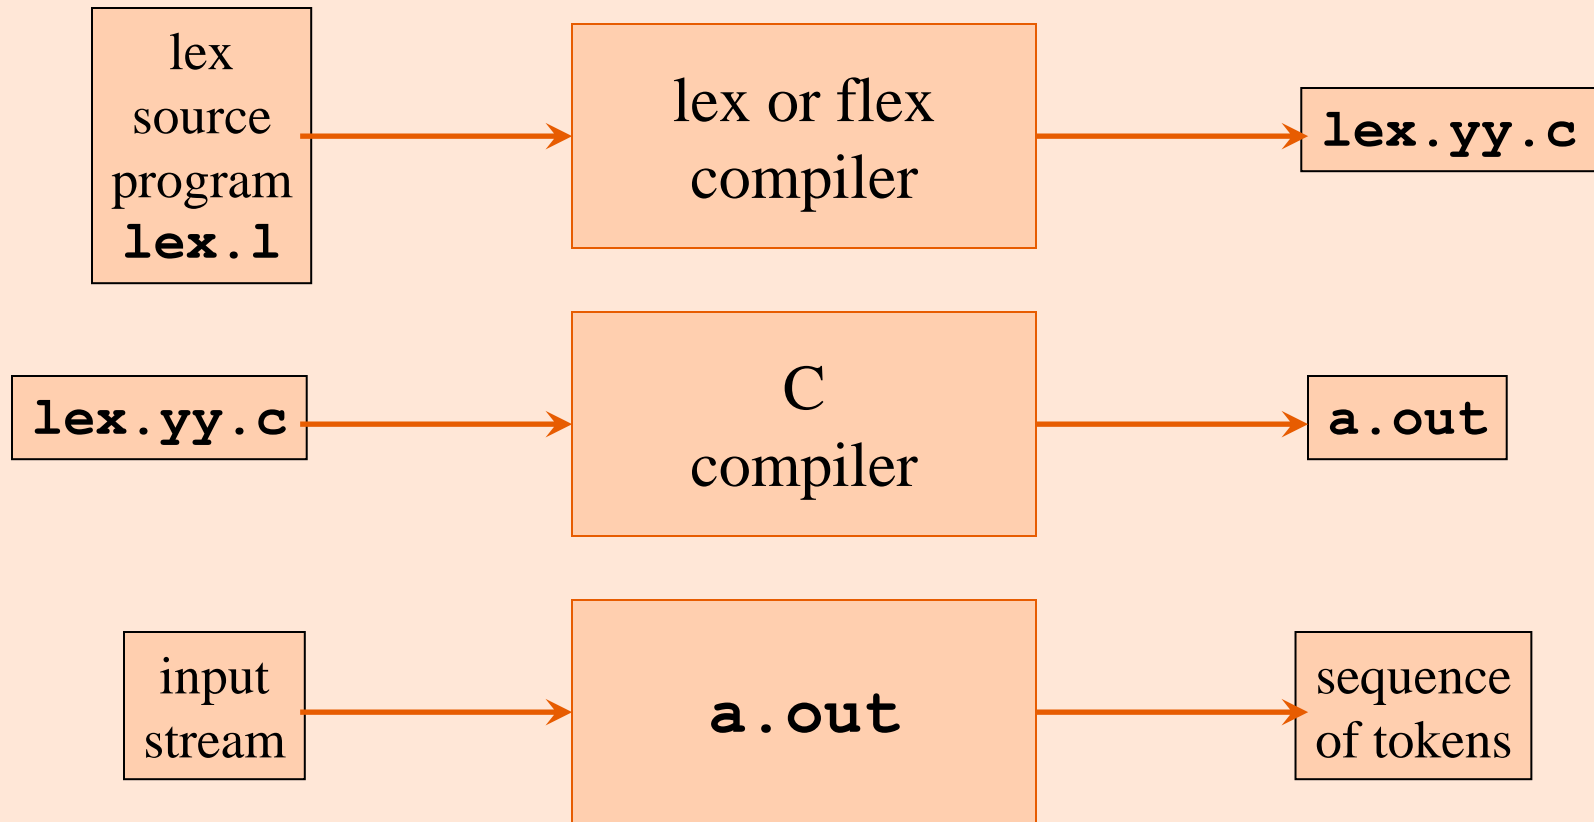 lex
source
program
lex.l
lex or flex
compiler
lex.yy.c
lex.yy.c
C
compiler
a.out
input
stream
a.out
sequence
of tokens